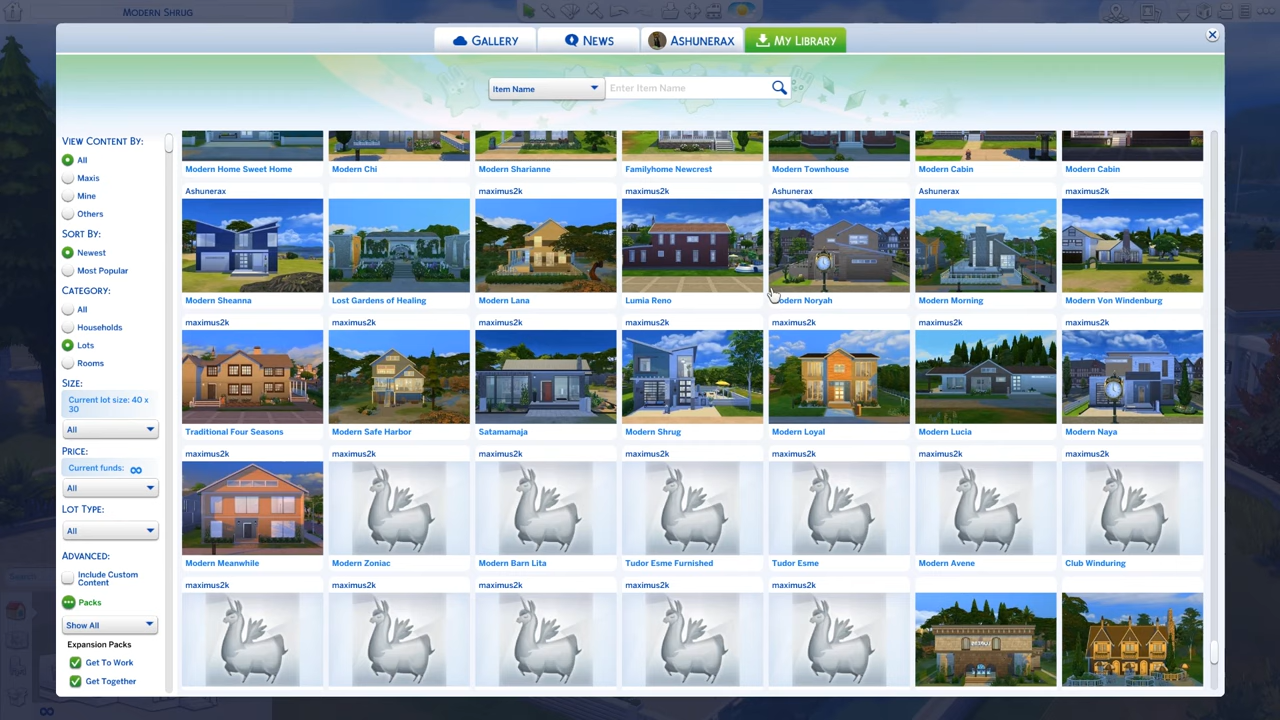 MODERN SHRUG
GALLERY
NEWS
ASHUNERAX
MY LIBRARY
Item Name
Enter Item Name
VIEW CONTENT BY:
All
Maxis
Mine
Others
SORT BY:
Newest
Most Popular
CATEGORY:
All
Households
Lots
Rooms
SIZE:
Current lot size: 40 x
30
All
PRICE:
Current funds: ∞
All
LOT TYPE:
All
ADVANCED:
Include Custom
Content
Packs
Show All
Expansion Packs
Get To Work
Get Together
Modern Home Sweet Home
Modern Chi
Modern Sharianne
Familyhome Newcrest
Modern Townhouse
Modern Cabin
Modern Cabin
Ashunerax
maximus2k
maximus2k
Ashunerax
Ashunerax
maximus2k
Modern Sheanna
Lost Gardens of Healing
Modern Lana
Lumia Reno
Modern Noryah
Modern Morning
Modern Von Windenburg
maximus2k
maximus2k
maximus2k
maximus2k
maximus2k
maximus2k
maximus2k
Traditional Four Seasons
Modern Safe Harbor
Satamamaja
Modern Shrug
Modern Loyal
Modern Lucia
Modern Naya
maximus2k
maximus2k
maximus2k
maximus2k
maximus2k
maximus2k
maximus2k
Modern Meanwhile
Modern Zoniac
Modern Barn Lita
Tudor Esme Furnished
Tudor Esme
Modern Avene
Club Winduring
maximus2k
maximus2k
maximus2k
maximus2k
maximus2k